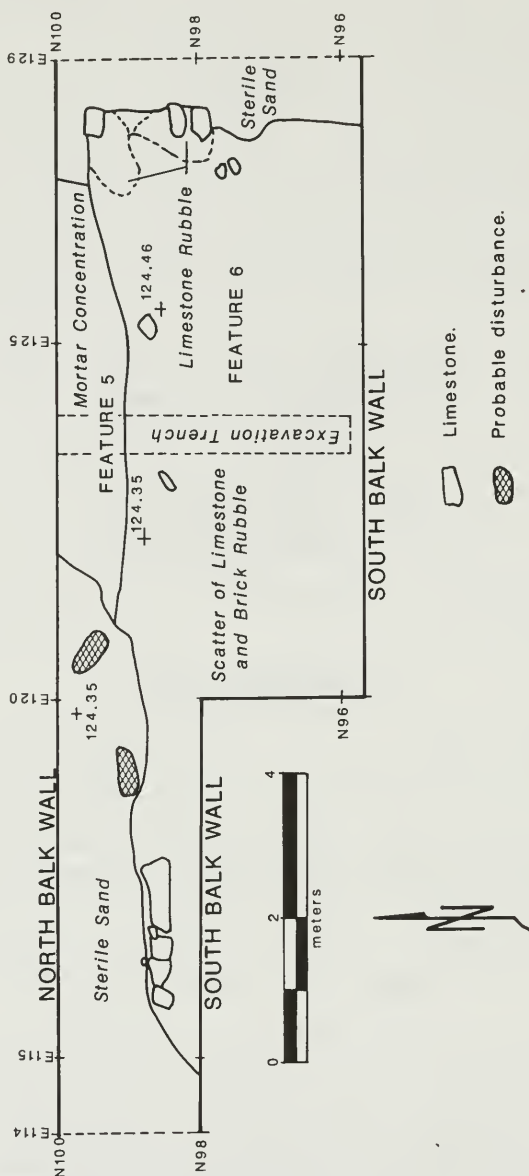 E114
E115
E120
E125
E129
N100
N100
NORTH BALK WALL
Sterile Sand
124.35
FEATURE 5
Mortar Concentration
124.35
124.46
Limestone Rubble
FEATURE 6
Excavation Trench
Scatter of Limestone
and Brick Rubble
Sterile
Sand
N98
N98
SOUTH BALK WALL
N96
N96
SOUTH BALK WALL
0
2
4
meters
N
Limestone.
Probable disturbance.